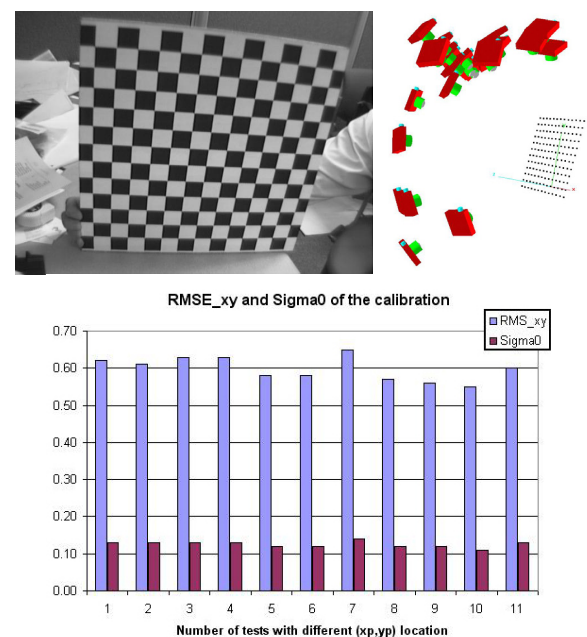 RMSE_xy and Sigma0 of the calibration
RMS_xy
Sigma0
0.70
0.60
0.50
0.40
0.30
0.20
0.10
0.00
1 2 3 4 5 6 7 8 9 10 11
Number of tests with different (xp,yp) location